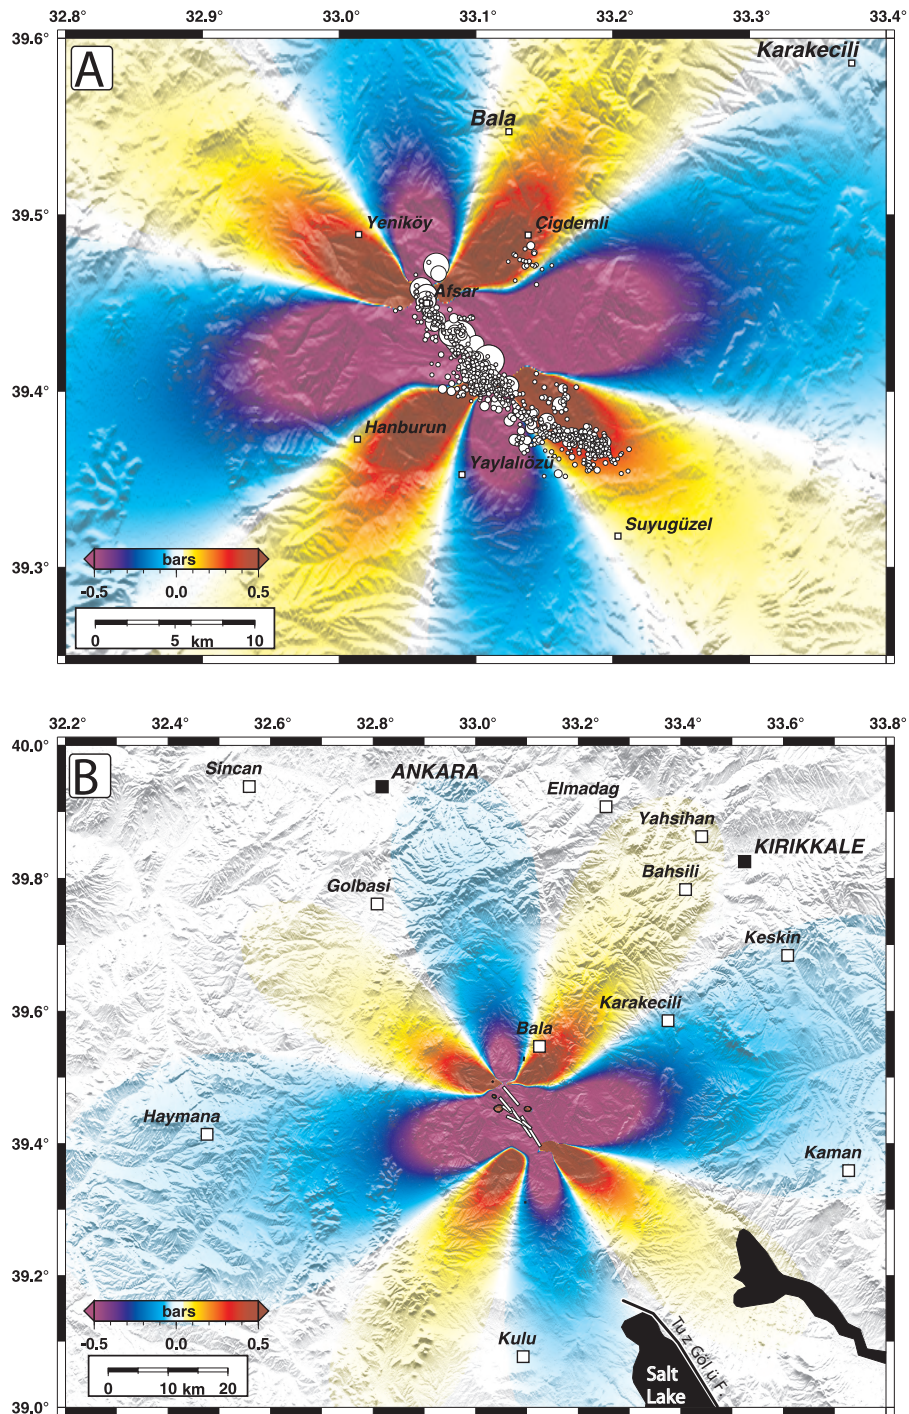 32.8° 32.9° 33.0° 33.1° 33.2° 33.3° 33.4°
39.6°
A
Karakecili
Bala
39.5°
Yeniköy
Çigdemli
Afsar
39.4°
Hanburun
Yaylalıözü
Suyugüzel
bars
39.3°
-0.5 0.0 0.5
0 5 km 10
32.2° 32.4° 32.6° 32.8° 33.0° 33.2° 33.4° 33.6° 33.8°
40.0°
B
Sincan
ANKARA
Elmadag
Yahsihan
KIRIKKALE
39.8°
Golbasi
Bahsili
Keskin
39.6°
Karakecili
Bala
Haymana
39.4°
Kaman
39.2°
bars
-0.5 0.0 0.5
Kulu
Tuz Gölü F.
0 10 km 20
Salt
Lake
39.0°